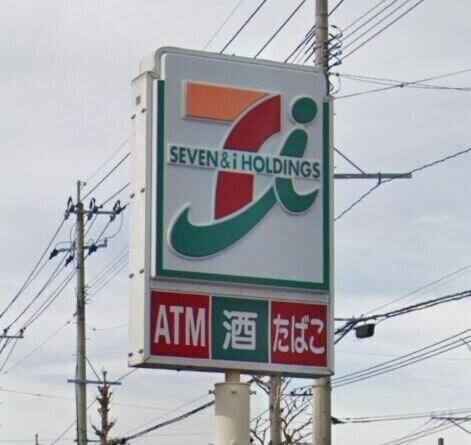 SEVEN & i HOLDINGS
ATM 酒 たばこ